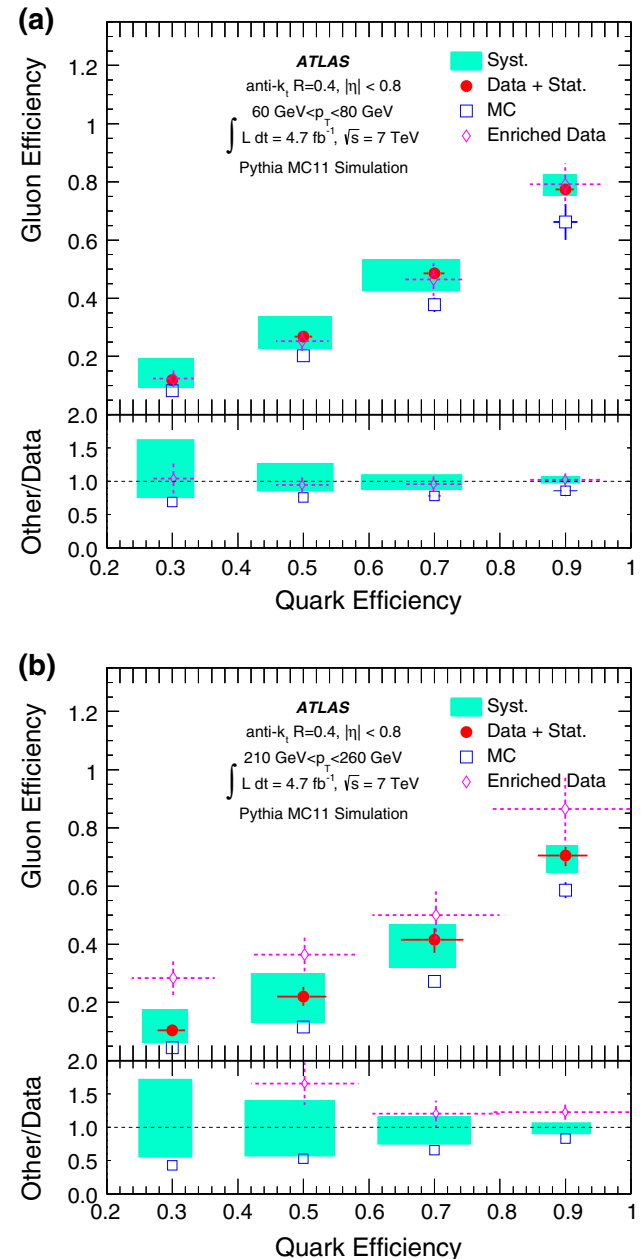 (a)
ATLAS
anti-kt R=0.4, |η| < 0.8
60 GeV<pT<80 GeV
∫ L dt = 4.7 fb-1, √s = 7 TeV
Pythia MC11 Simulation
Syst.
Data + Stat.
MC
Enriched Data
Gluon Efficiency
1.2
1
0.8
0.6
0.4
0.2
Other/Data
2.0
1.5
1.0
0.5
0.0
0.2 0.3 0.4 0.5 0.6 0.7 0.8 0.9 1
Quark Efficiency
(b)
ATLAS
anti-kt R=0.4, |η| < 0.8
210 GeV<pT<260 GeV
∫ L dt = 4.7 fb-1, √s = 7 TeV
Pythia MC11 Simulation
Syst.
Data + Stat.
MC
Enriched Data
Gluon Efficiency
1.2
1
0.8
0.6
0.4
0.2
Other/Data
2.0
1.5
1.0
0.5
0.0
0.2 0.3 0.4 0.5 0.6 0.7 0.8 0.9 1
Quark Efficiency